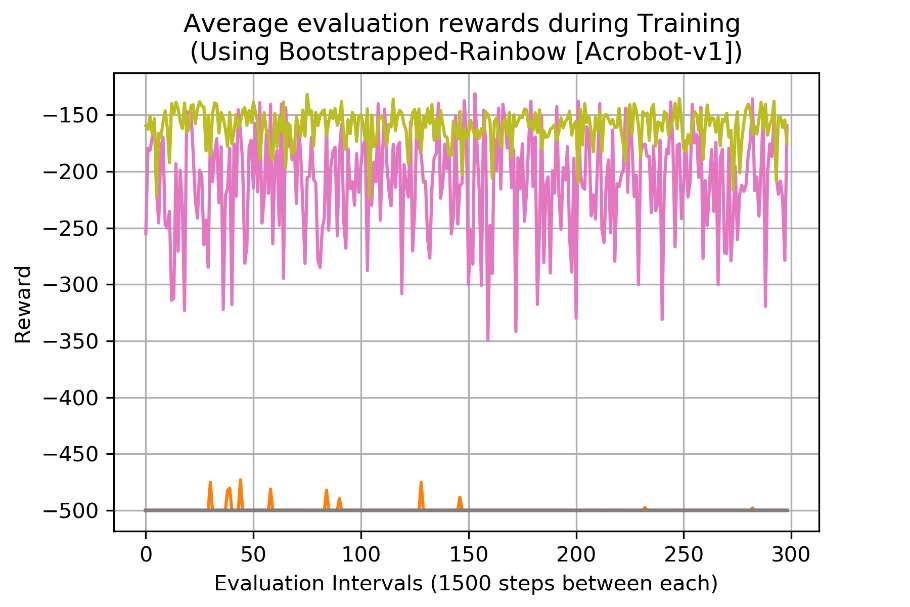 Average evaluation rewards during Training
(Using Bootstrapped-Rainbow [Acrobot-v1])
−150
−200
−250
−300
−350
−400
−450
−500
Reward
0 50 100 150 200 250 300
Evaluation Intervals (1500 steps between each)